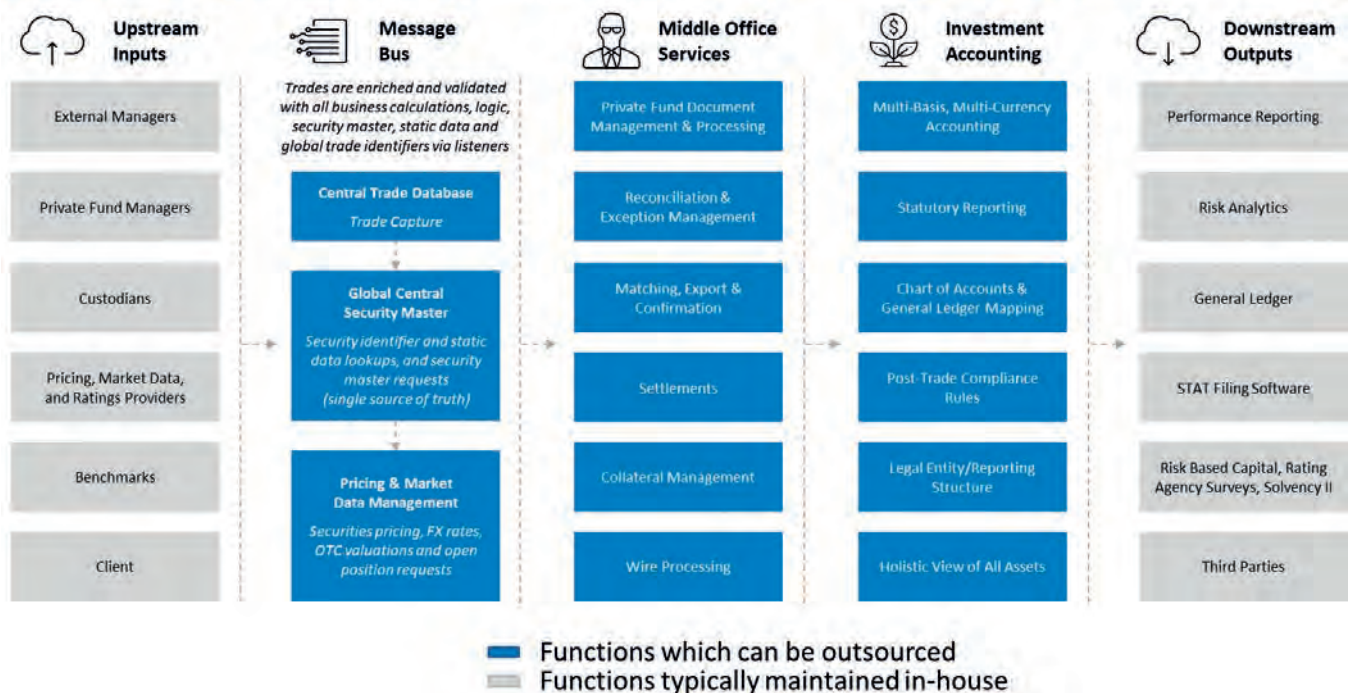 Upstream
Inputs
External Managers
Private Fund Managers
Custodians
Pricing, Market Data,
and Ratings Providers
Benchmarks
Client
Message
Bus
Trades are enriched and validated
with all business calculations, logic,
security master, static data and
global trade identifiers via listeners
Central Trade Database
Trade Capture
Global Central
Security Master
Security identifier and static
data lookups, and security
master requests
(single source of truth)
Pricing & Market
Data Management
Securities pricing, FX rates,
OTC valuations and open
position requests
Middle Office
Services
Private Fund Document
Management & Processing
Reconciliation &
Exception Management
Matching, Export &
Confirmation
Settlements
Collateral Management
Wire Processing
Investment
Accounting
Multi-Basis, Multi-Currency
Accounting
Statutory Reporting
Chart of Accounts &
General Ledger Mapping
Post-Trade Compliance
Rules
Legal Entity/Reporting
Structure
Holistic View of All Assets
Downstream
Outputs
Performance Reporting
Risk Analytics
General Ledger
STAT Filing Software
Risk Based Capital, Rating
Agency Surveys, Solvency II
Third Parties
Functions which can be outsourced
Functions typically maintained in-house